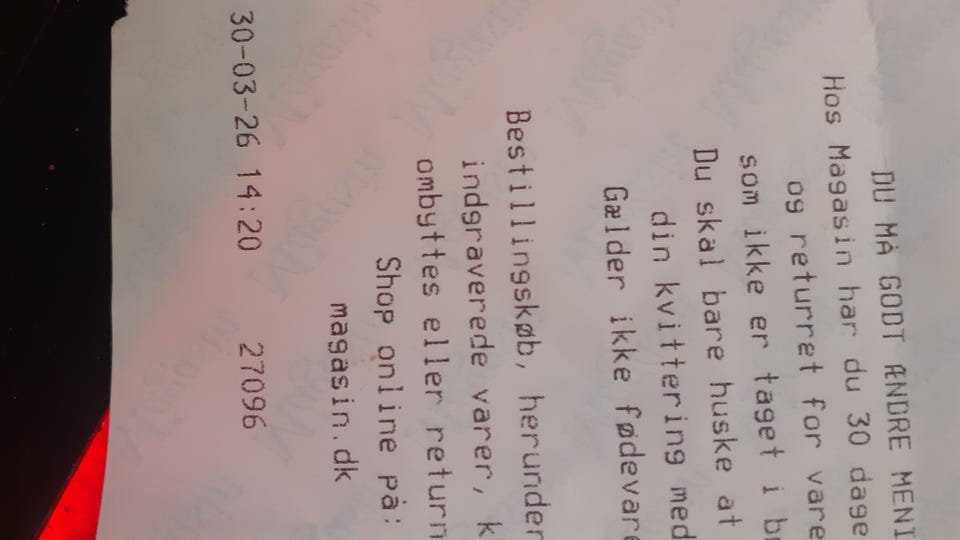 DU MÅ GODT ÆNDRE MENI
Hos Magasin har du 30 dage
og returret for vare
som ikke er taget i b
Du skal bare huske at
din kvittering med
Gælder ikke fødevare
Bestillingskøb, herunder
indgraverede varer, k
ombyttes eller return
Shop online på:
magasin.dk
30-03-26 14:20 27096